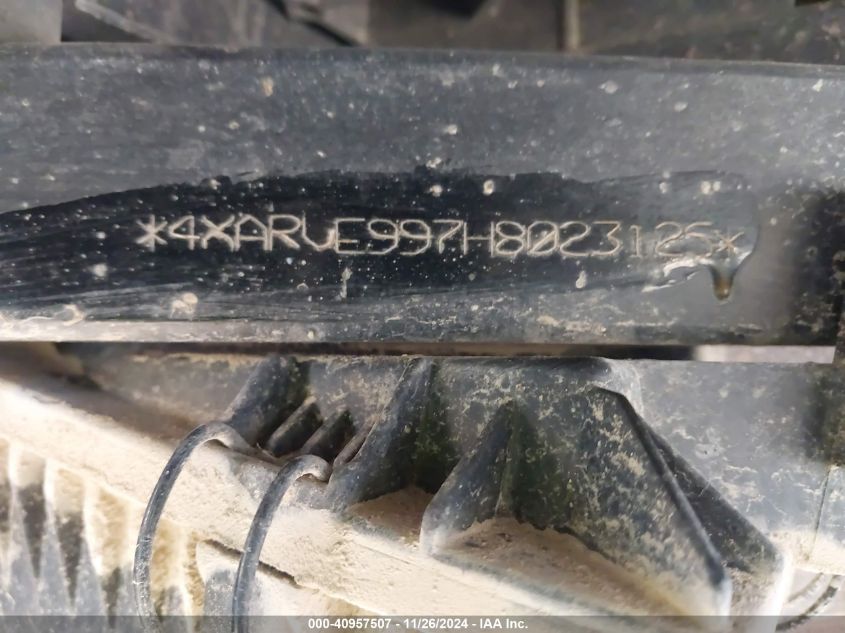 *4XARVE997H8023125*
000-40957507 - 11/26/2024 - IAA Inc.